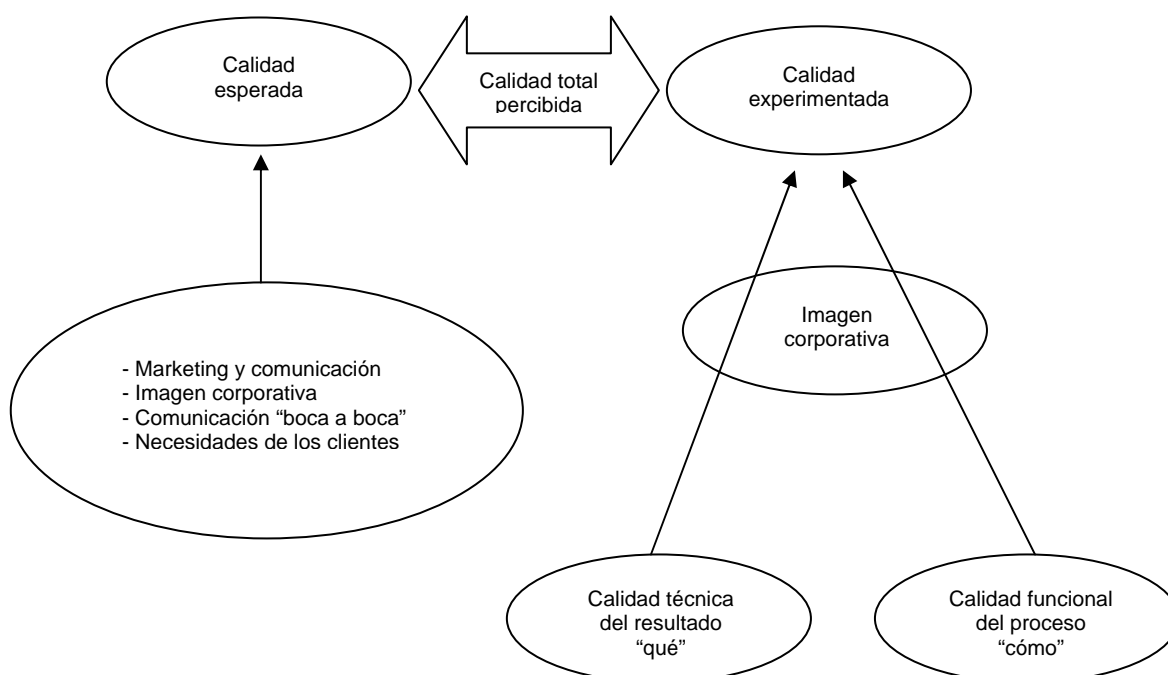 Calidad
esperada
Calidad total
percibida
Calidad
experimentada
Imagen
corporativa
- Marketing y comunicación
- Imagen corporativa
- Comunicación “boca a boca”
- Necesidades de los clientes
Calidad técnica
del resultado
“qué”
Calidad funcional
del proceso
“cómo”